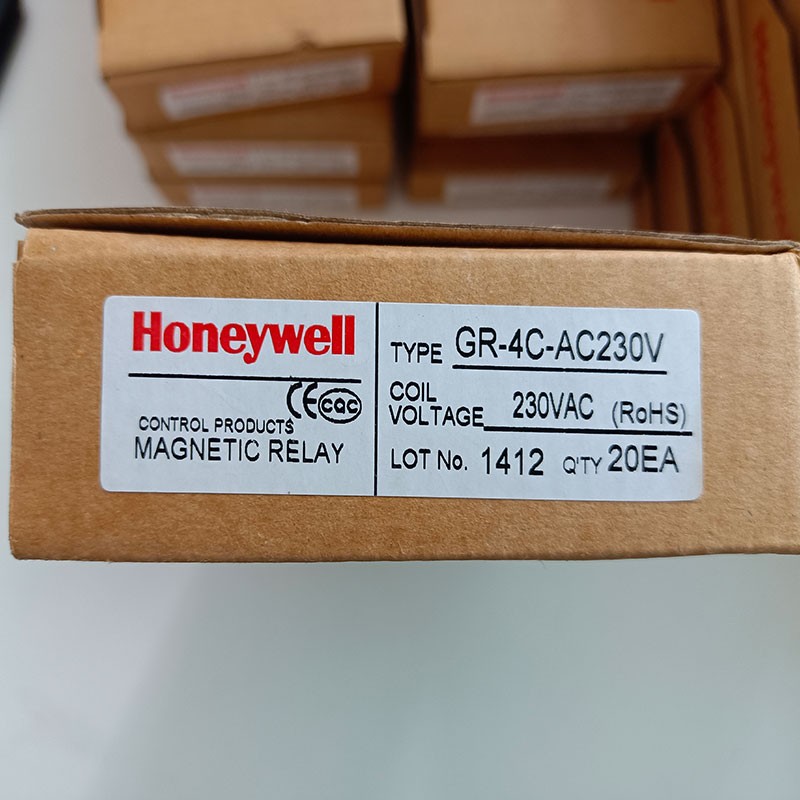 Honeywell
CE CQC
CONTROL PRODUCTS
MAGNETIC RELAY
TYPE GR-4C-AC230V
COIL
VOLTAGE 230VAC (RoHS)
LOT No. 1412 Q'TY 20EA